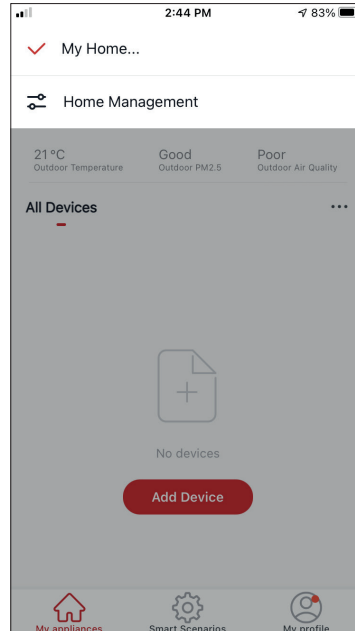 2:44 PM
83%
My Home...
Home Management
21°C
Good
Poor
Outdoor Temperature
Outdoor PM2.5
Outdoor Air Quality
All Devices
No devices
Add Device
My appliances
Smart Scenarios
My profile